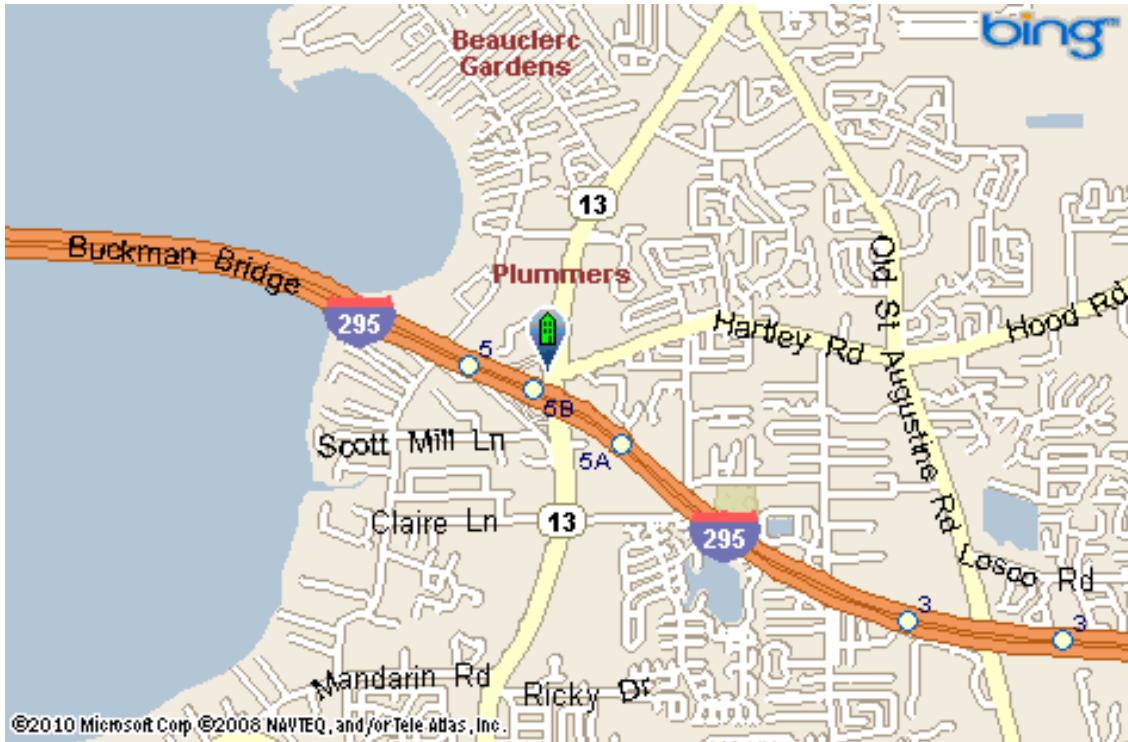 Beauclerc
Gardens
bing™
13
Plummers
Buckman Bridge
295
5
5B
5A
Hartley Rd
Hood Rd
Old St Augustine Rd
Scott Mill Ln
Claire Ln
13
295
Losco Rd
3
3
Mandarin Rd
Ricky Dr
©2010 Microsoft Corp ©2008 NAVTEQ, and/or Tele Atlas, Inc.